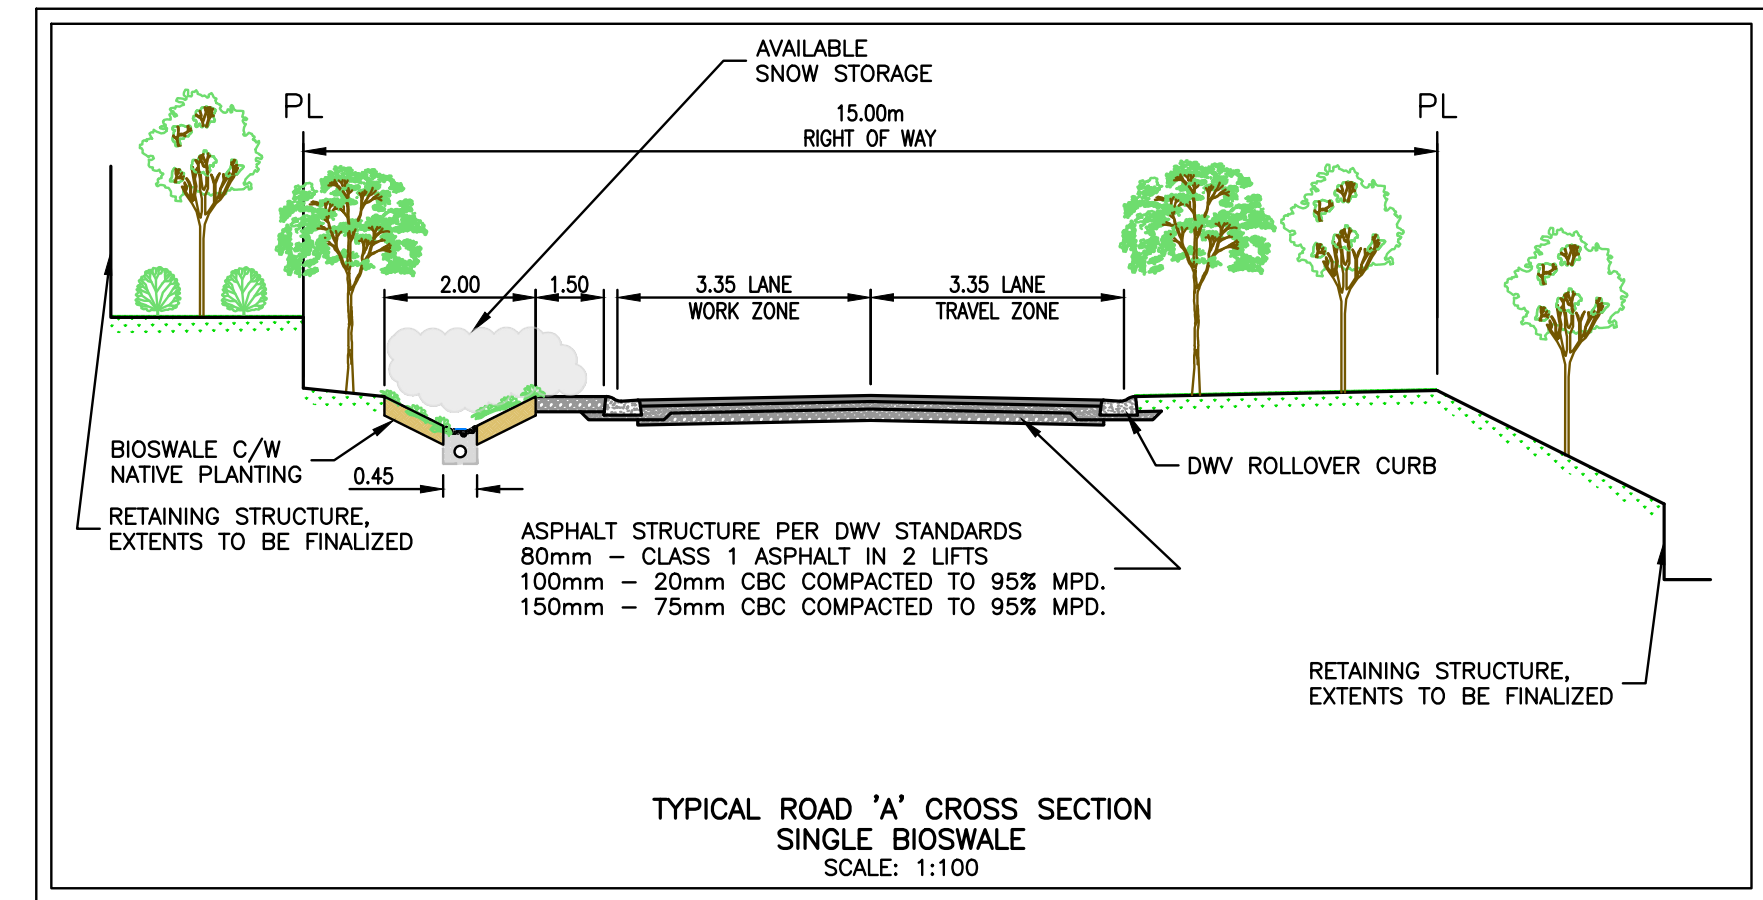 AVAILABLE
SNOW STORAGE
PL
15.00m
RIGHT OF WAY
PL
2.00
1.50
3.35 LANE
WORK ZONE
3.35 LANE
TRAVEL ZONE
BIOSWALE C/W
NATIVE PLANTING
0.45
RETAINING STRUCTURE,
EXTENTS TO BE FINALIZED
DWV ROLLOVER CURB
ASPHALT STRUCTURE PER DWV STANDARDS
80mm – CLASS 1 ASPHALT IN 2 LIFTS
100mm – 20mm CBC COMPACTED TO 95% MPD.
150mm – 75mm CBC COMPACTED TO 95% MPD.
RETAINING STRUCTURE,
EXTENTS TO BE FINALIZED
TYPICAL ROAD 'A' CROSS SECTION
SINGLE BIOSWALE
SCALE: 1:100